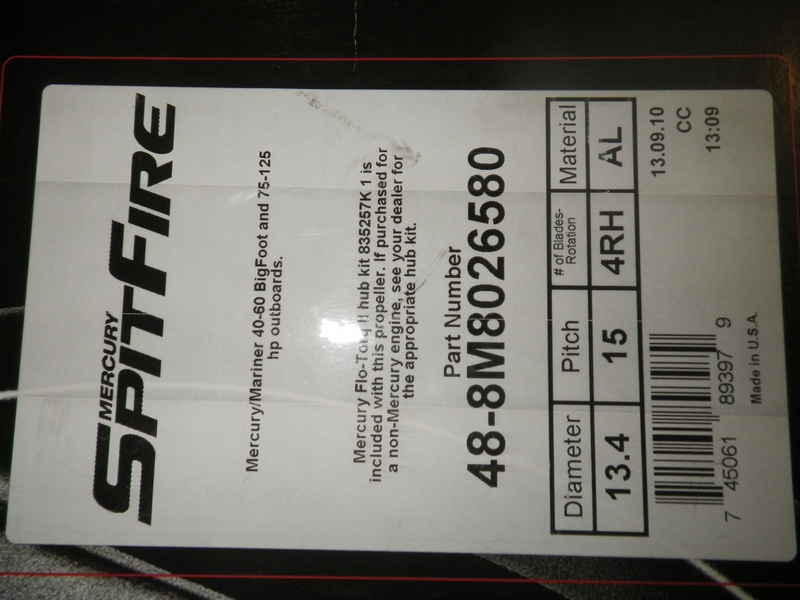 MERCURY
SPITFIRE
Mercury/Mariner 40-60 BigFoot and 75-125
hp outboards.
Mercury Flo-Torq II hub kit 835257K 1 is
included with this propeller. If purchased for
a non-Mercury engine, see your dealer for
the appropriate hub kit.
Part Number
48-8M8026580
Diameter Pitch # of Blades- Rotation Material
13.4 15 4RH AL
13.09.10
CC
13:09
7 45061 89397 9
Made in U.S.A.